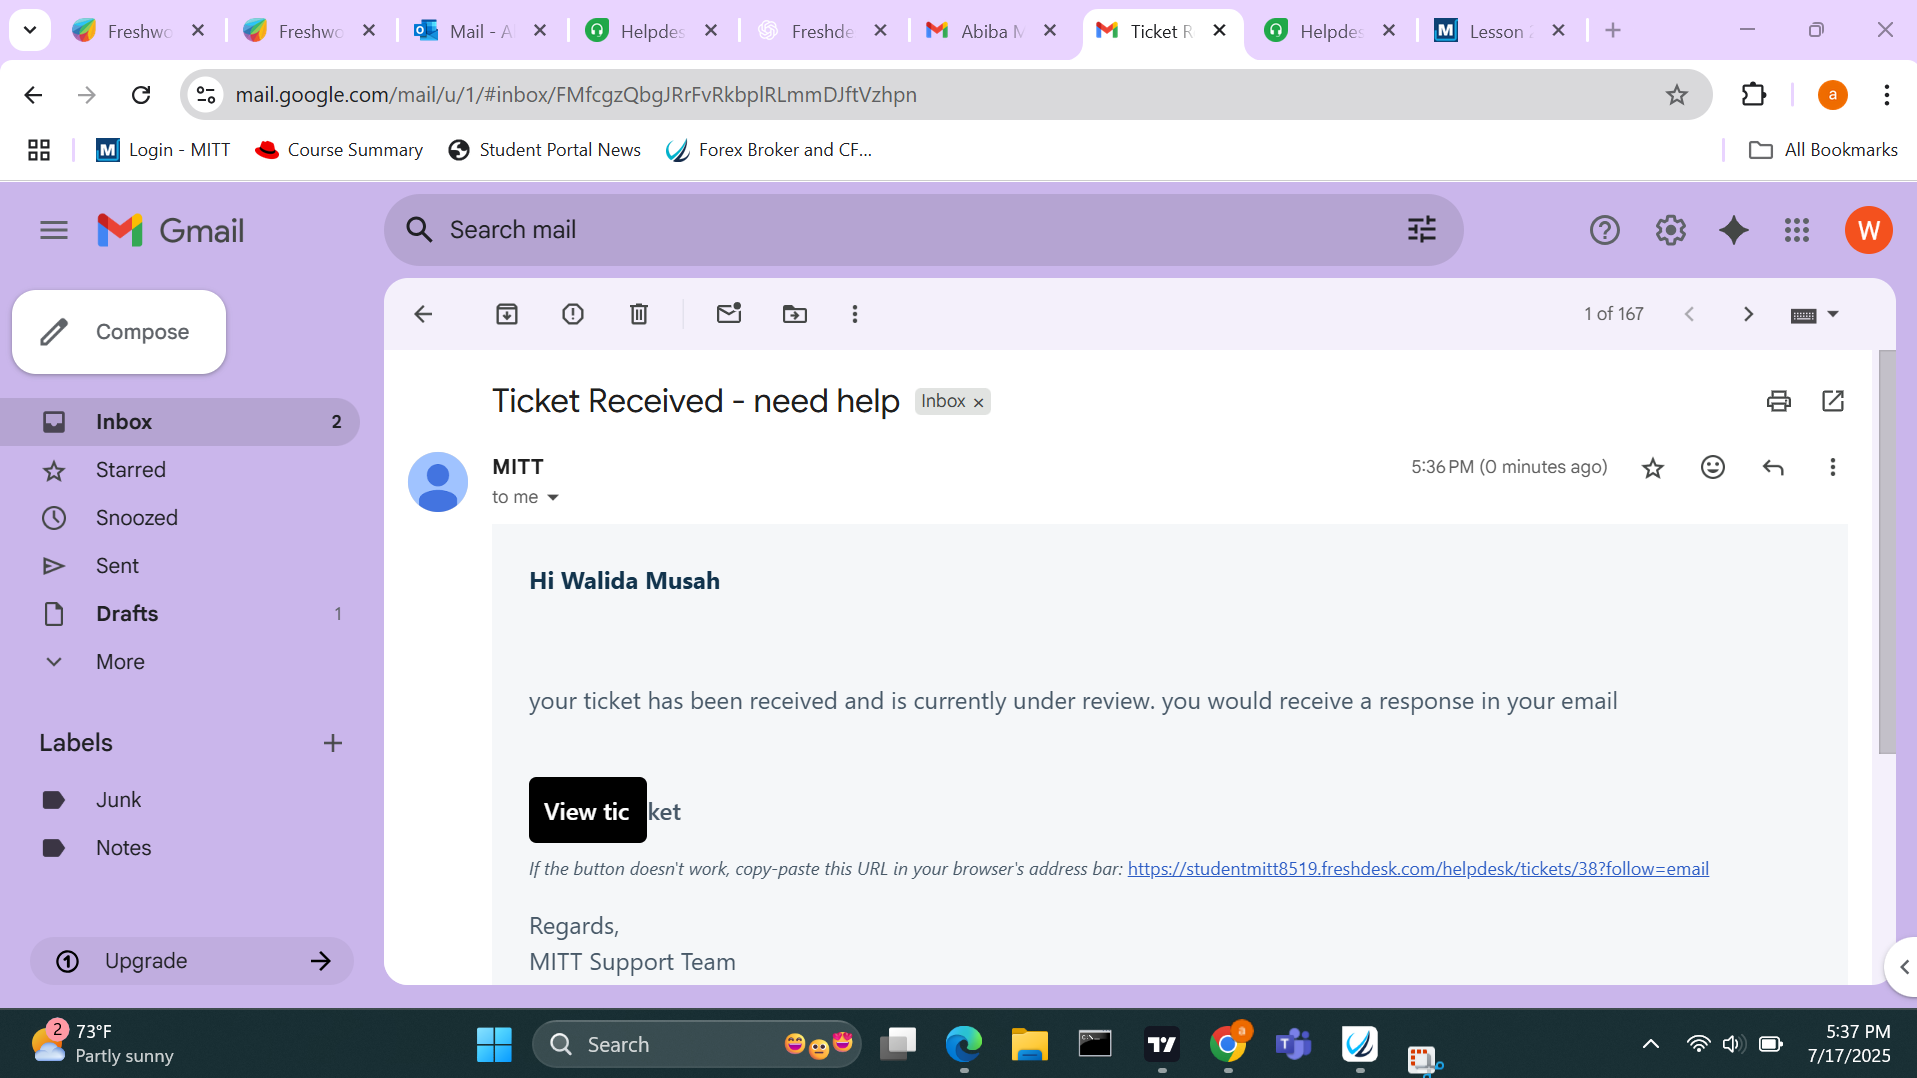 Freshwo
Freshwo
Mail - A
Helpdes
Freshde
Abiba M
Ticket R
Helpdes
Lesson 2
mail.google.com/mail/u/1/#inbox/FMfcgzQbgJRrFvRkbplRLmmDJftVzhpn
a
Login - MITT
Course Summary
Student Portal News
Forex Broker and CF...
All Bookmarks
Gmail
Search mail
W
Compose
1 of 167
Inbox 2
Starred
Snoozed
Sent
Drafts 1
More
Labels
Junk
Notes
Upgrade
Ticket Received - need help Inbox
MITT
5:36 PM (0 minutes ago)
to me
Hi Walida Musah
your ticket has been received and is currently under review. you would receive a response in your email
View ticket
If the button doesn't work, copy-paste this URL in your browser's address bar: https://studentmitt8519.freshdesk.com/helpdesk/tickets/38?follow=email
Regards,
MITT Support Team
2
73°F
Partly sunny
Search
a
5:37 PM
7/17/2025